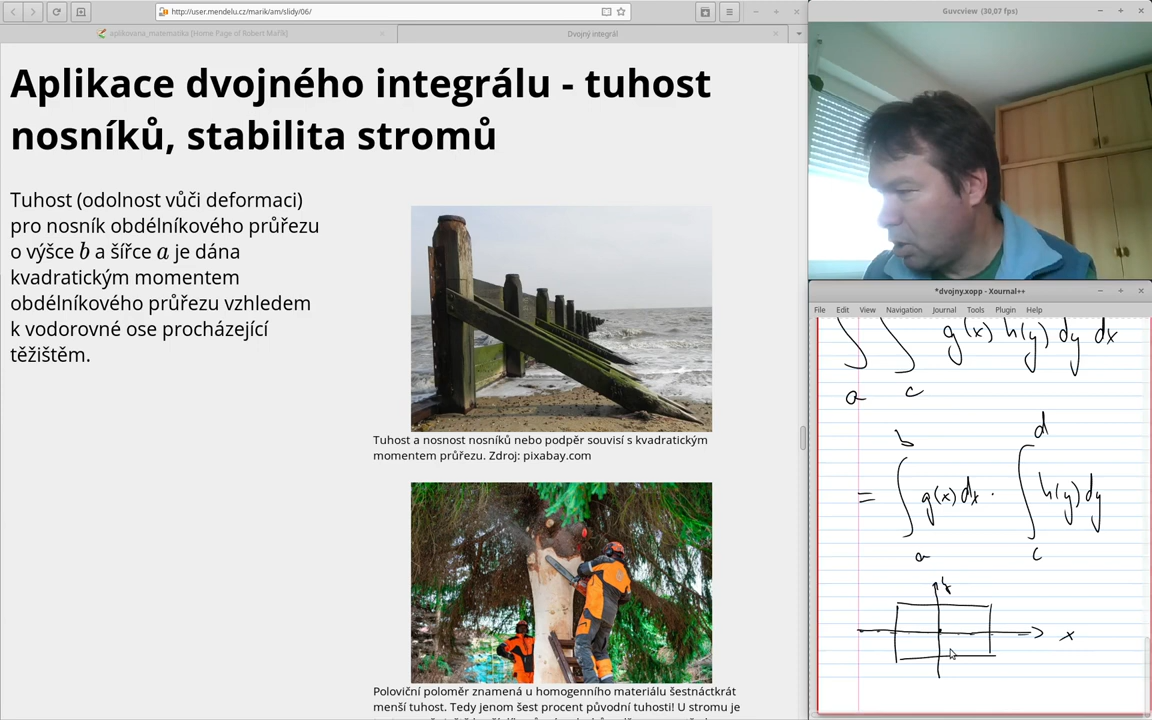 http://user.mendelu.cz/marik/am/slidy/06/
aplikovana_matematika [Home Page of Robert Mařík]
Dvojný integrál
Aplikace dvojného integrálu - tuhost
nosníků, stabilita stromů
Tuhost (odolnost vůči deformaci)
pro nosník obdélníkového průřezu
o výšce b a šířce a je dána
kvadratickým momentem
obdélníkového průřezu vzhledem
k vodorovné ose procházející
těžištěm.
Tuhost a nosnost nosníků nebo podpěr souvisí s kvadratickým
momentem průřezu. Zdroj: pixabay.com
Poloviční poloměr znamená u homogenního materiálu šestnáctkrát
menší tuhost. Tedy jenom šest procent původní tuhosti! U stromu je
Guvcview (30,07 fps)
*dvojny.xopp - Xournal++
File Edit View Navigation Journal Tools Plugin Help
∫ ∫ g(x) h(y) dy dx
a c
b d
= ∫ g(x) dx · ∫ h(y) dy
a c
x